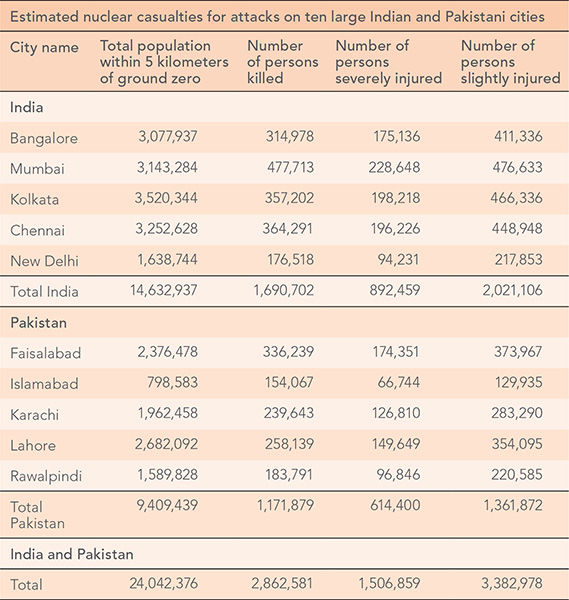 Estimated nuclear casualties for attacks on ten large Indian and Pakistani cities
City name Total population within 5 kilometers of ground zero Number of persons killed Number of persons severely injured Number of persons slightly injured
India
Bangalore 3,077,937 314,978 175,136 411,336
Mumbai 3,143,284 477,713 228,648 476,633
Kolkata 3,520,344 357,202 198,218 466,336
Chennai 3,252,628 364,291 196,226 448,948
New Delhi 1,638,744 176,518 94,231 217,853
Total India 14,632,937 1,690,702 892,459 2,021,106
Pakistan
Faisalabad 2,376,478 336,239 174,351 373,967
Islamabad 798,583 154,067 66,744 129,935
Karachi 1,962,458 239,643 126,810 283,290
Lahore 2,682,092 258,139 149,649 354,095
Rawalpindi 1,589,828 183,791 96,846 220,585
Total Pakistan 9,409,439 1,171,879 614,400 1,361,872
India and Pakistan
Total 24,042,376 2,862,581 1,506,859 3,382,978